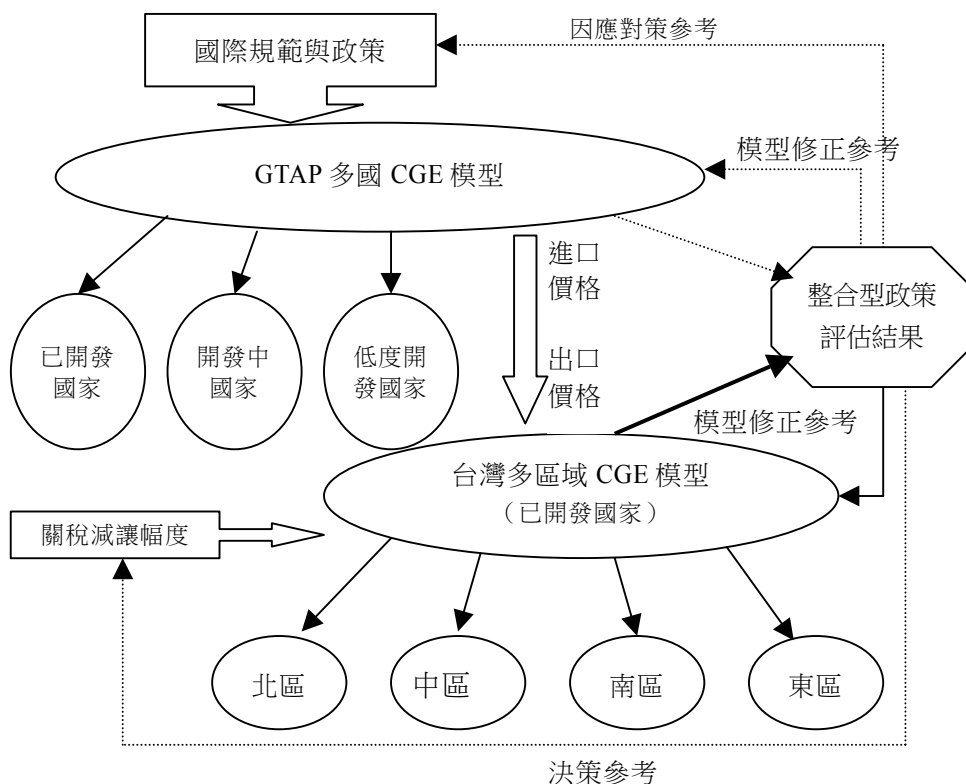 因應對策參考
國際規範與政策
模型修正參考
GTAP 多國 CGE 模型
進口
價格
整合型政策
評估結果
已開發
國家
開發中
國家
低度開
發國家
出口
價格
模型修正參考
台灣多區域 CGE 模型
（已開發國家）
關稅減讓幅度
北區
中區
南區
東區
決策參考